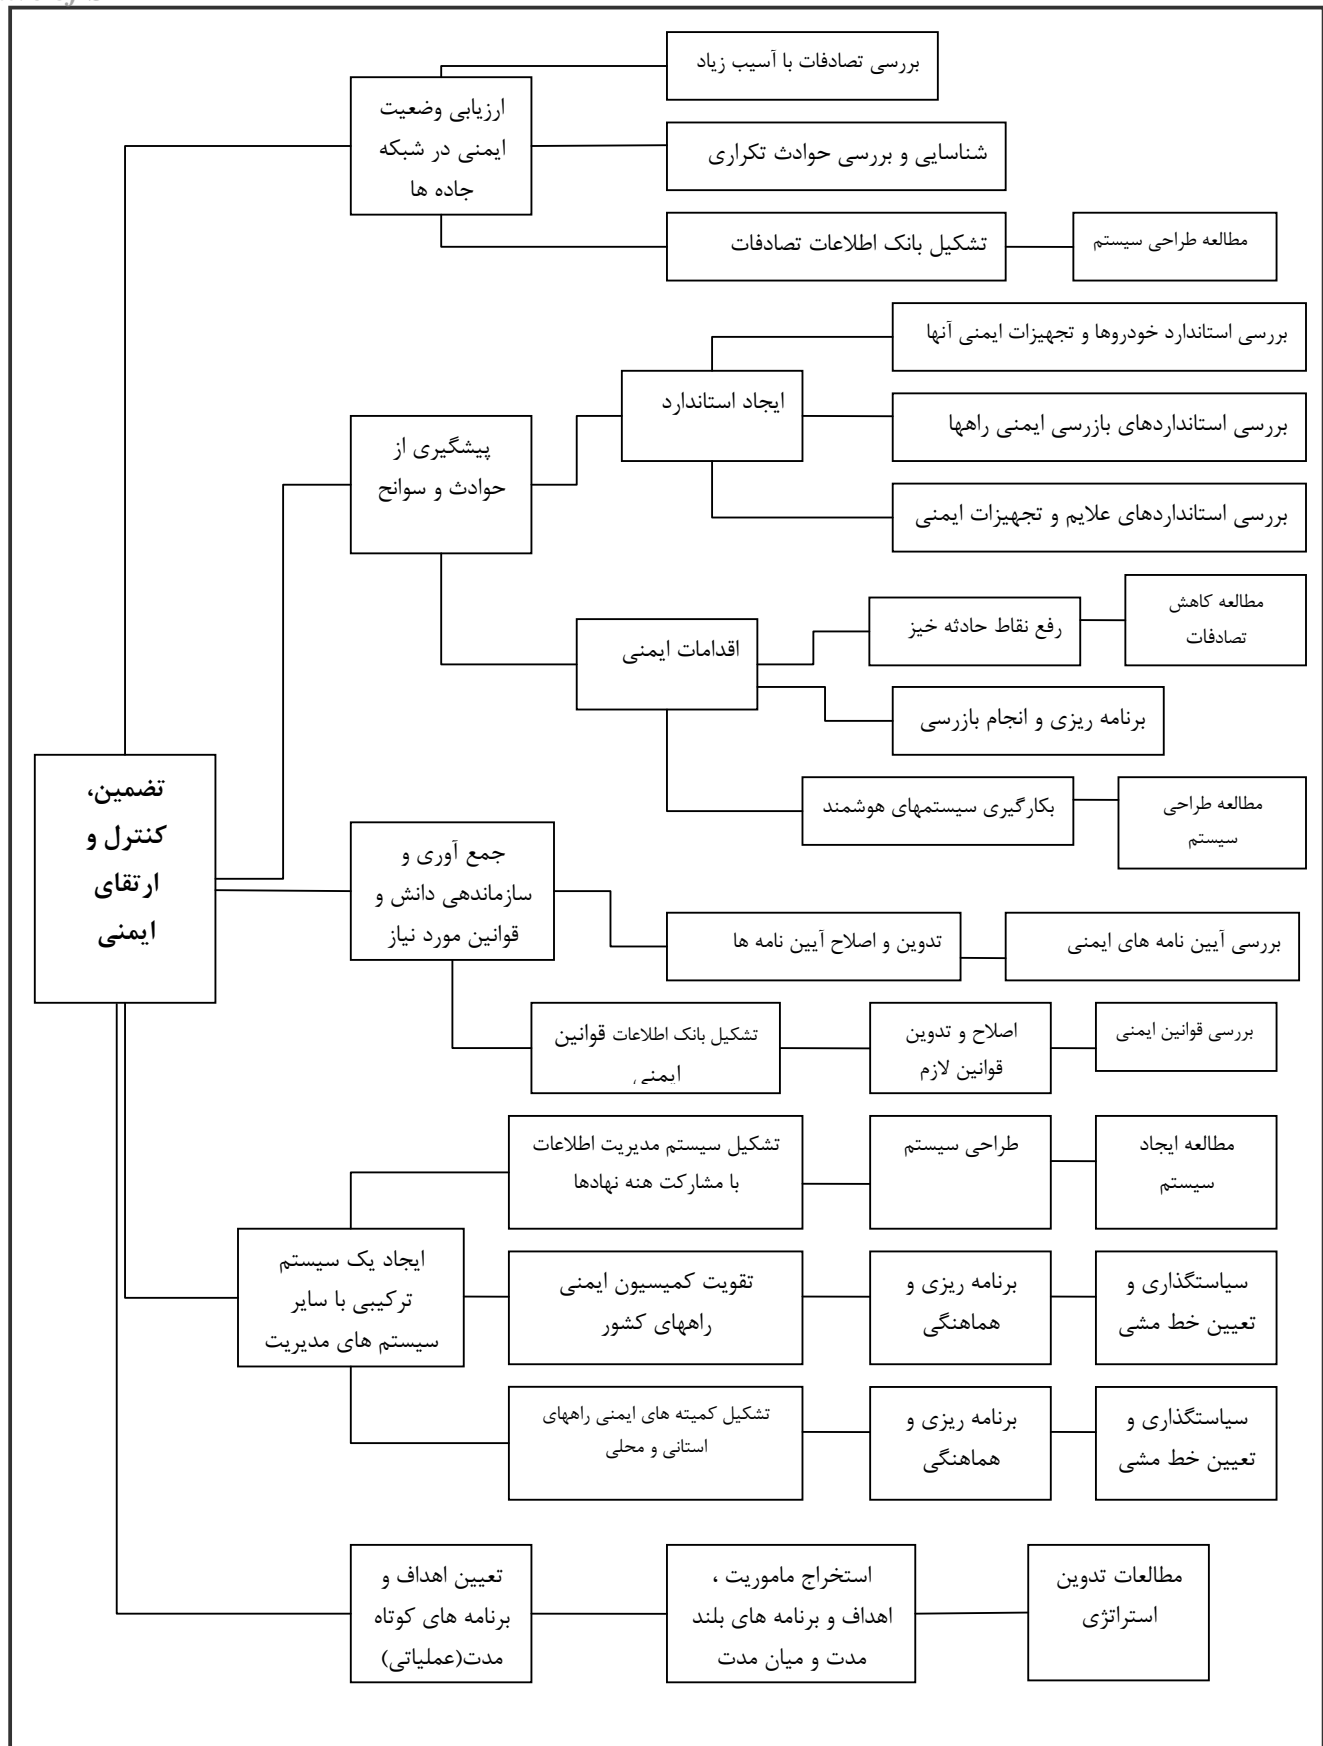 بررسی تصادفات با آسیب زیاد
ارزیابی وضعیت
ایمنی در شبکه
جاده ها
شناسایی و بررسی حوادث تکراری
تشکیل بانک اطلاعات تصادفات
مطالعه طراحی سیستم
بررسی استاندارد خودروها و تجهیزات ایمنی آنها
ایجاد استاندارد
بررسی استانداردهای بازرسی ایمنی راهها
پیشگیری از
حوادث و سوانح
بررسی استانداردهای علایم و تجهیزات ایمنی
مطالعه کاهش
تصادفات
رفع نقاط حادثه خیز
اقدامات ایمنی
برنامه ریزی و انجام بازرسی
بکارگیری سیستمهای هوشمند
مطالعه طراحی
سیستم
تضمین،
کنترل و
ارتقای
ایمنی
جمع آوری و
سازماندهی دانش و
قوانین مورد نیاز
تدوین و اصلاح آیین نامه ها
بررسی آیین نامه های ایمنی
تشکیل بانک اطلاعات قوانین
ایمنی
اصلاح و تدوین
قوانین لازم
بررسی قوانین ایمنی
تشکیل سیستم مدیریت اطلاعات
با مشارکت هنه نهادها
طراحی سیستم
مطالعه ایجاد
سیستم
ایجاد یک سیستم
ترکیبی با سایر
سیستم های مدیریت
تقویت کمیسیون ایمنی
راههای کشور
برنامه ریزی و
هماهنگی
سیاستگذاری و
تعیین خط مشی
تشکیل کمیته های ایمنی راههای
استانی و محلی
برنامه ریزی و
هماهنگی
سیاستگذاری و
تعیین خط مشی
تعیین اهداف و
برنامه های کوتاه
مدت(عملیاتی)
استخراج ماموریت ،
اهداف و برنامه های بلند
مدت و میان مدت
مطالعات تدوین
استراتژی